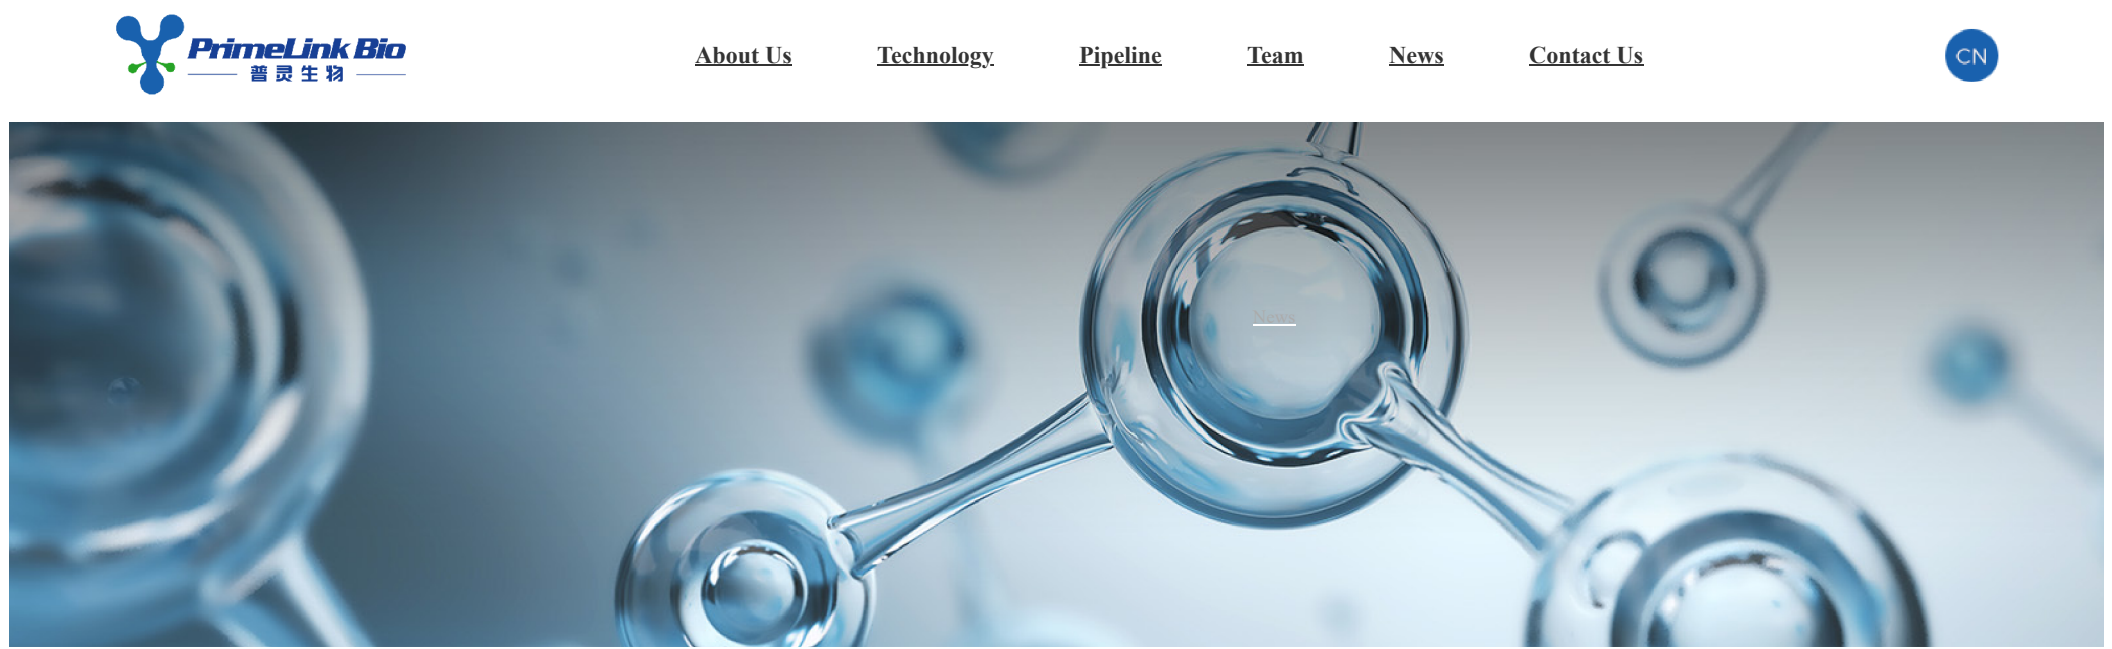 PrimeLink Bio
普灵生物
About Us
Technology
Pipeline
Team
News
Contact Us
CN
News